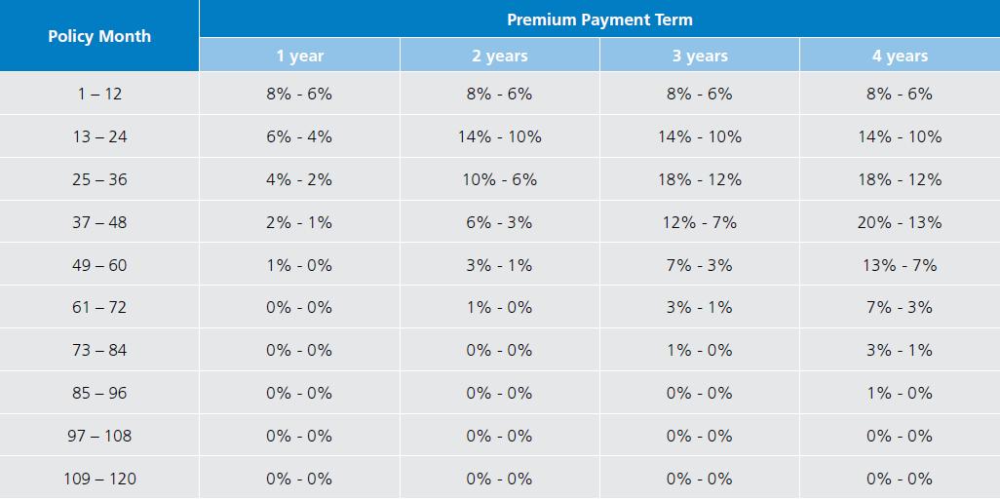 Policy Month Premium Payment Term
1 year 2 years 3 years 4 years
1 – 12 8% - 6% 8% - 6% 8% - 6% 8% - 6%
13 – 24 6% - 4% 14% - 10% 14% - 10% 14% - 10%
25 – 36 4% - 2% 10% - 6% 18% - 12% 18% - 12%
37 – 48 2% - 1% 6% - 3% 12% - 7% 20% - 13%
49 – 60 1% - 0% 3% - 1% 7% - 3% 13% - 7%
61 – 72 0% - 0% 1% - 0% 3% - 1% 7% - 3%
73 – 84 0% - 0% 0% - 0% 1% - 0% 3% - 1%
85 – 96 0% - 0% 0% - 0% 0% - 0% 1% - 0%
97 – 108 0% - 0% 0% - 0% 0% - 0% 0% - 0%
109 – 120 0% - 0% 0% - 0% 0% - 0% 0% - 0%